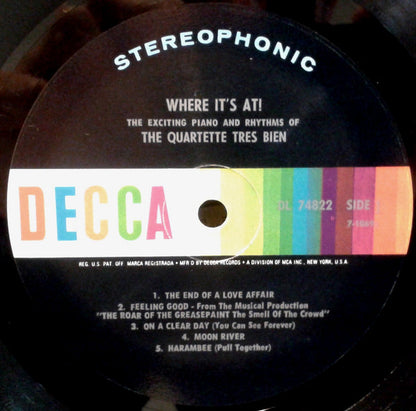 STEREOPHONIC
WHERE IT'S AT!
THE EXCITING PIANO AND RHYTHMS OF
THE QUARTETTE TRES BIEN
DECCA
DL 74822 SIDE
REG. U.S. PAT. OFF. MARCA REGISTRADA • MFR'D BY DECCA RECORDS • A DIVISION OF MCA INC., NEW YORK, U.S.A.
1. THE END OF A LOVE AFFAIR
2. FEELING GOOD - From The Musical Production
"THE ROAR OF THE GREASEPAINT The Smell Of The Crowd"
3. ON A CLEAR DAY (You Can See Forever)
4. MOON RIVER
5. HARAMBEE (Pull Together)